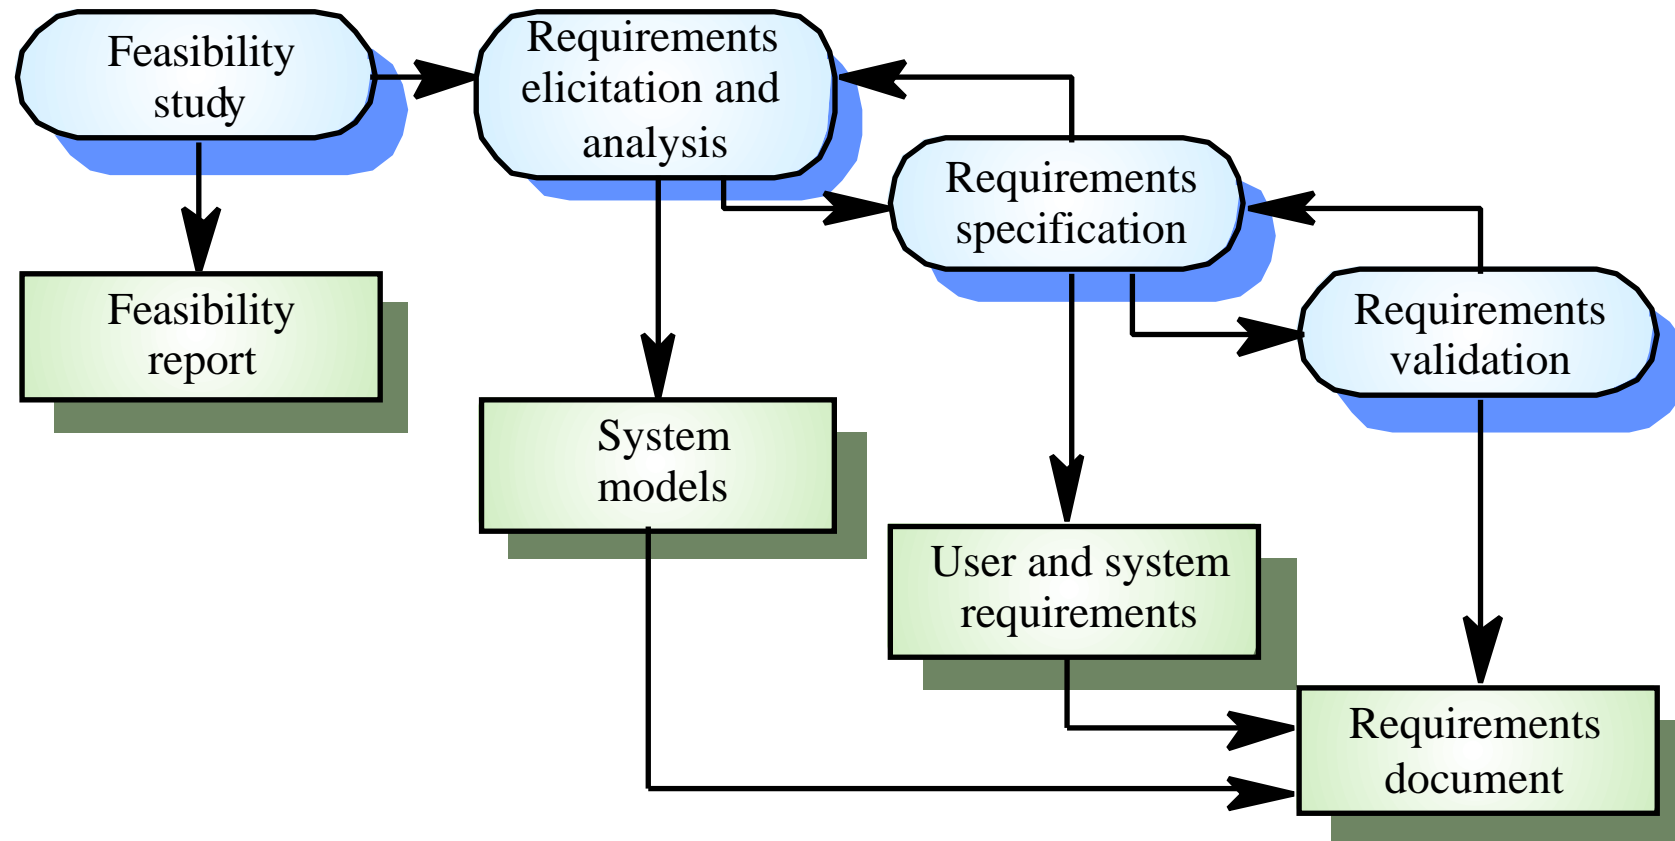 Feasibility
study
Requirements
elicitation and
analysis
Requirements
specification
Requirements
validation
Feasibility
report
System
models
User and system
requirements
Requirements
document